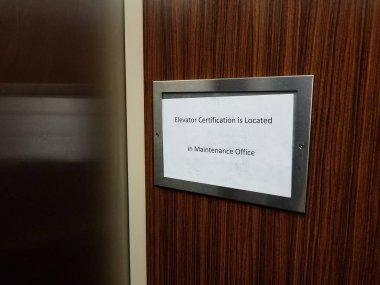 Elevator Certification is Located
in Maintenance Office